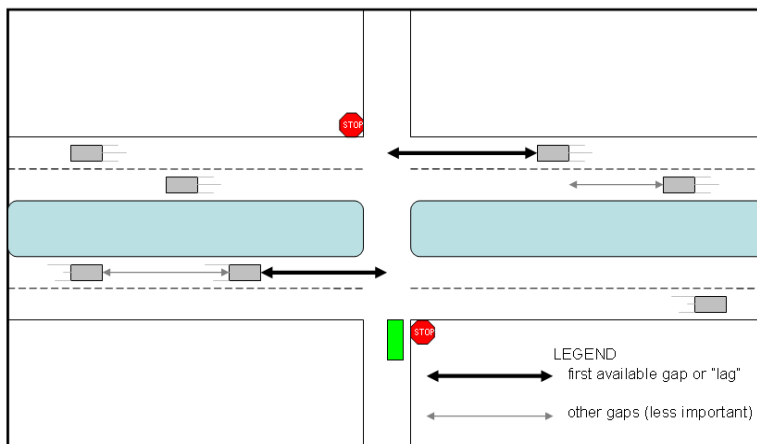 STOP
STOP
LEGEND
first available gap or "lag"
other gaps (less important)